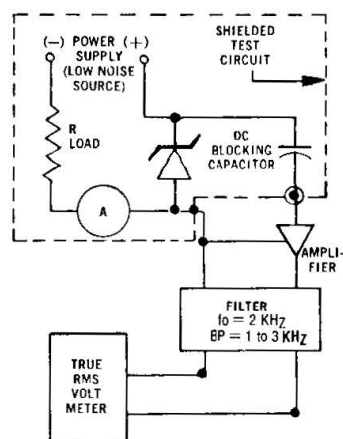 (-) POWER (+)
SUPPLY
(LOW NOISE
SOURCE)
SHIELDED
TEST
CIRCUIT
R
LOAD
DC
BLOCKING
CAPACITOR
A
AMPLI-
FIER
FILTER
fo = 2 KHZ
BP = 1 to 3 KHZ
TRUE
RMS
VOLT
METER